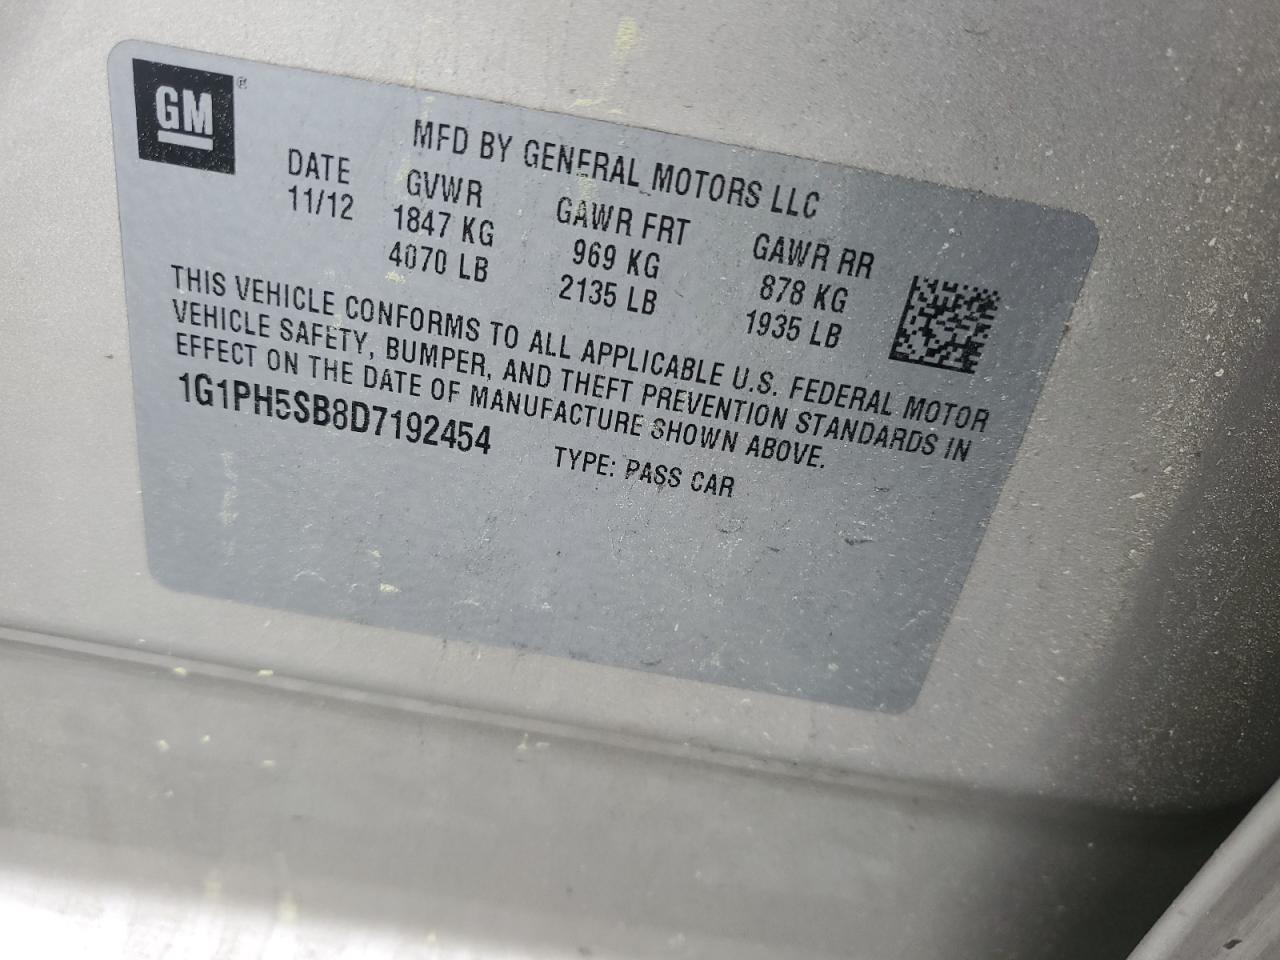 GM®
MFD BY GENERAL MOTORS LLC
DATE GVWR GAWR FRT GAWR RR
11/12 1847 KG 969 KG 878 KG
4070 LB 2135 LB 1935 LB
THIS VEHICLE CONFORMS TO ALL APPLICABLE U.S. FEDERAL MOTOR
VEHICLE SAFETY, BUMPER, AND THEFT PREVENTION STANDARDS IN
EFFECT ON THE DATE OF MANUFACTURE SHOWN ABOVE.
1G1PH5SB8D7192454 TYPE: PASS CAR